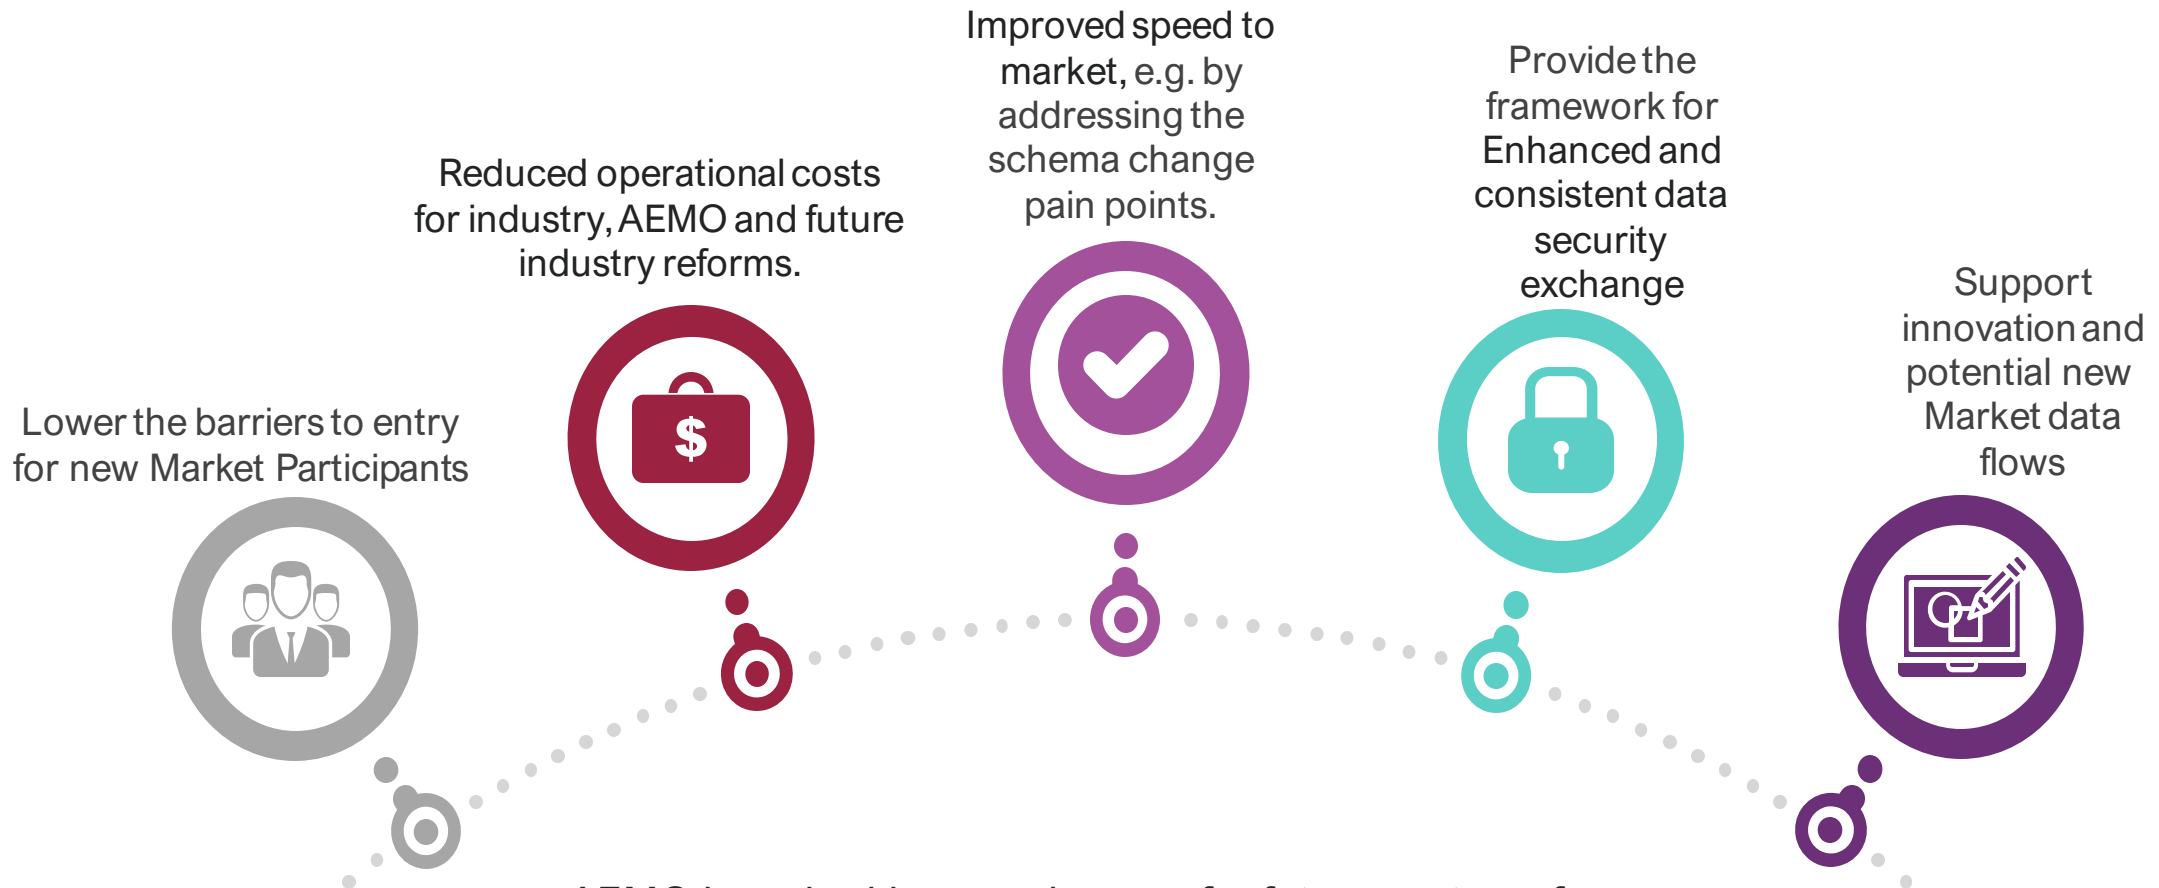 Improved speed to
market, e.g. by
addressing the
schema change
pain points.
Provide the
framework for
Enhanced and
consistent data
security
exchange
Reduced operational costs
for industry, AEMO and future
industry reforms.
Support
innovation and
potential new
Market data
flows
Lower the barriers to entry
for new Market Participants
$
AEMO